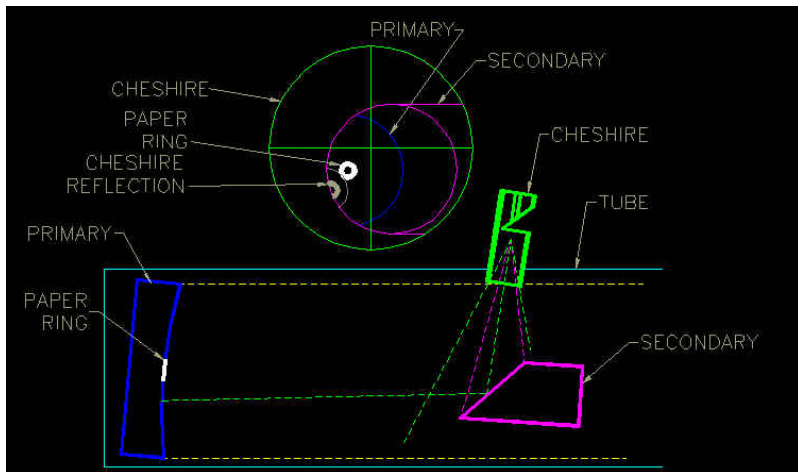 PRIMARY
SECONDARY
CHESHIRE
PAPER
RING
CHESHIRE
REFLECTION
CHESHIRE
TUBE
PRIMARY
PAPER
RING
SECONDARY